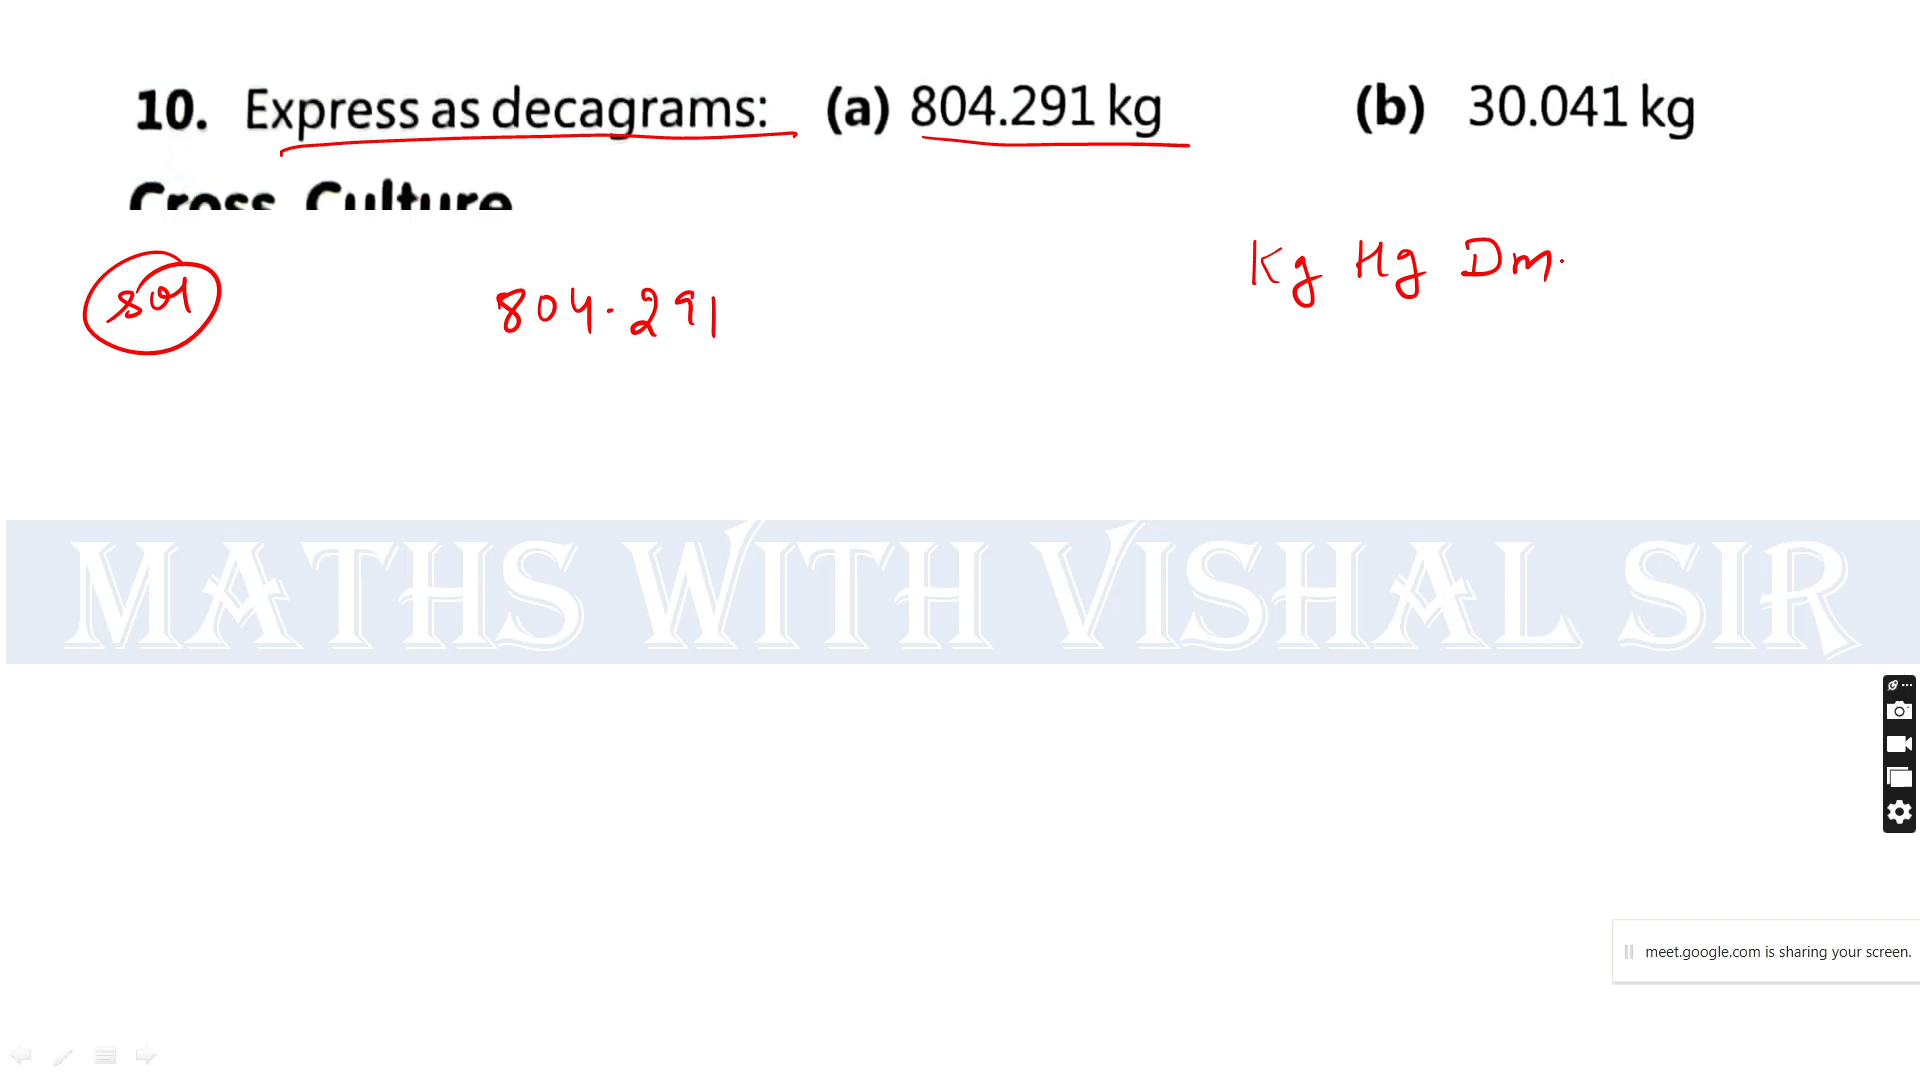 10. Express as decagrams: (a) 804.291 kg (b) 30.041 kg
Cross Culture
Kg Hg Dm.
sol 804.291
MATHS WITH VISHAL SIR
meet.google.com is sharing your screen.